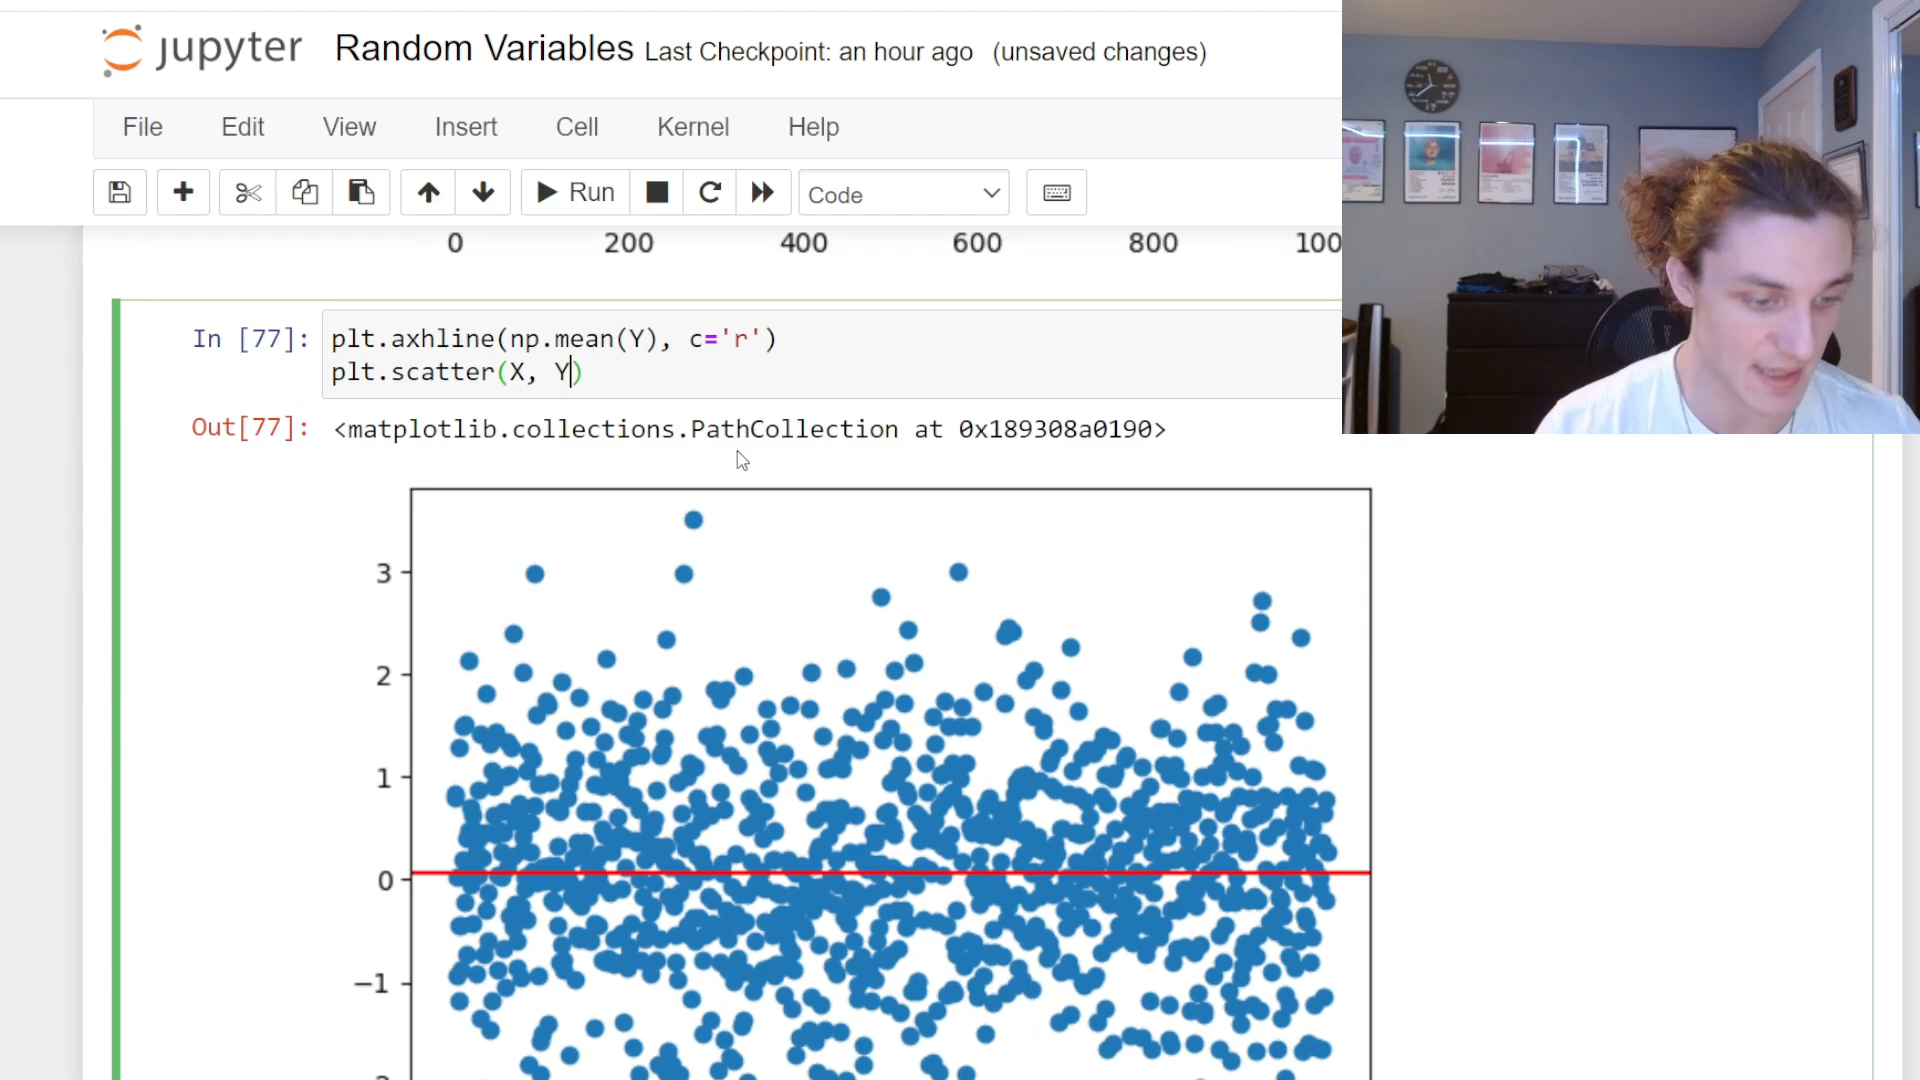 jupyter Random Variables Last Checkpoint: an hour ago (unsaved changes)
File Edit View Insert Cell Kernel Help
Run Code
0 200 400 600 800 100
In [77]: plt.axhline(np.mean(Y), c='r')
plt.scatter(X, Y)
Out[77]: <matplotlib.collections.PathCollection at 0x189308a0190>
3
2
1
0
−1